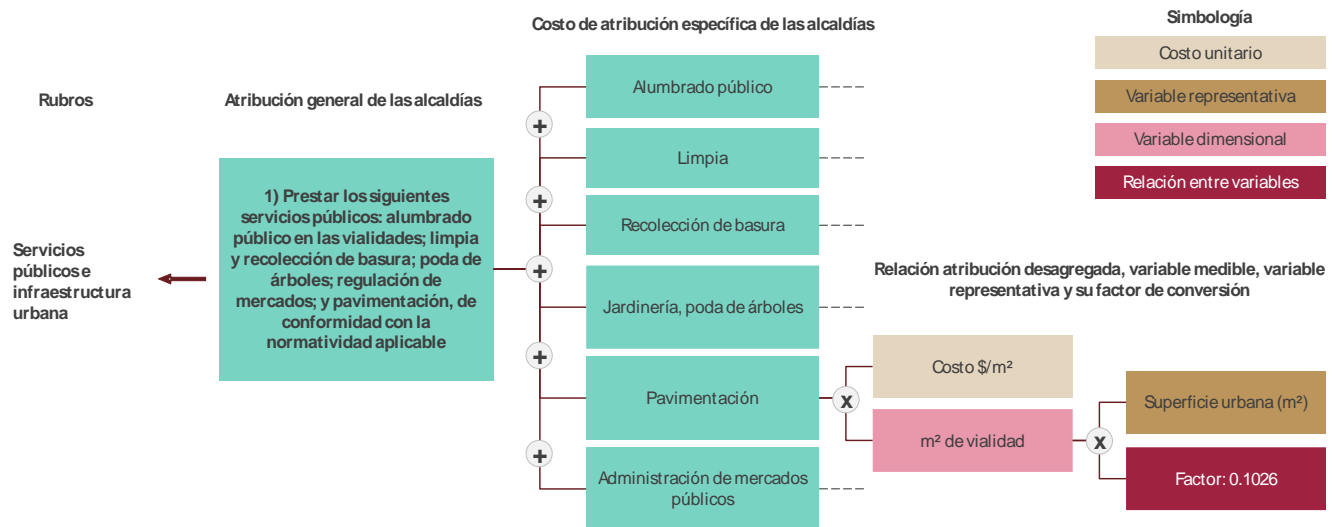 Costo de atribución específica de las alcaldías
Simbología
Costo unitario
Variable representativa
Variable dimensional
Relación entre variables
Rubros
Atribución general de las alcaldías
Servicios
públicos e
infraestructura
urbana
1) Prestar los siguientes
servicios públicos: alumbrado
público en las vialidades; limpia
y recolección de basura; poda de
árboles; regulación de
mercados; y pavimentación, de
conformidad con la
normatividad aplicable
+
+
+
+
+
Alumbrado público
Limpia
Recolección de basura
Jardinería, poda de árboles
Pavimentación
Administración de mercados
públicos
Relación atribución desagregada, variable medible, variable
representativa y su factor de conversión
x
Costo $/m²
m² de vialidad
x
Superficie urbana (m²)
Factor: 0.1026